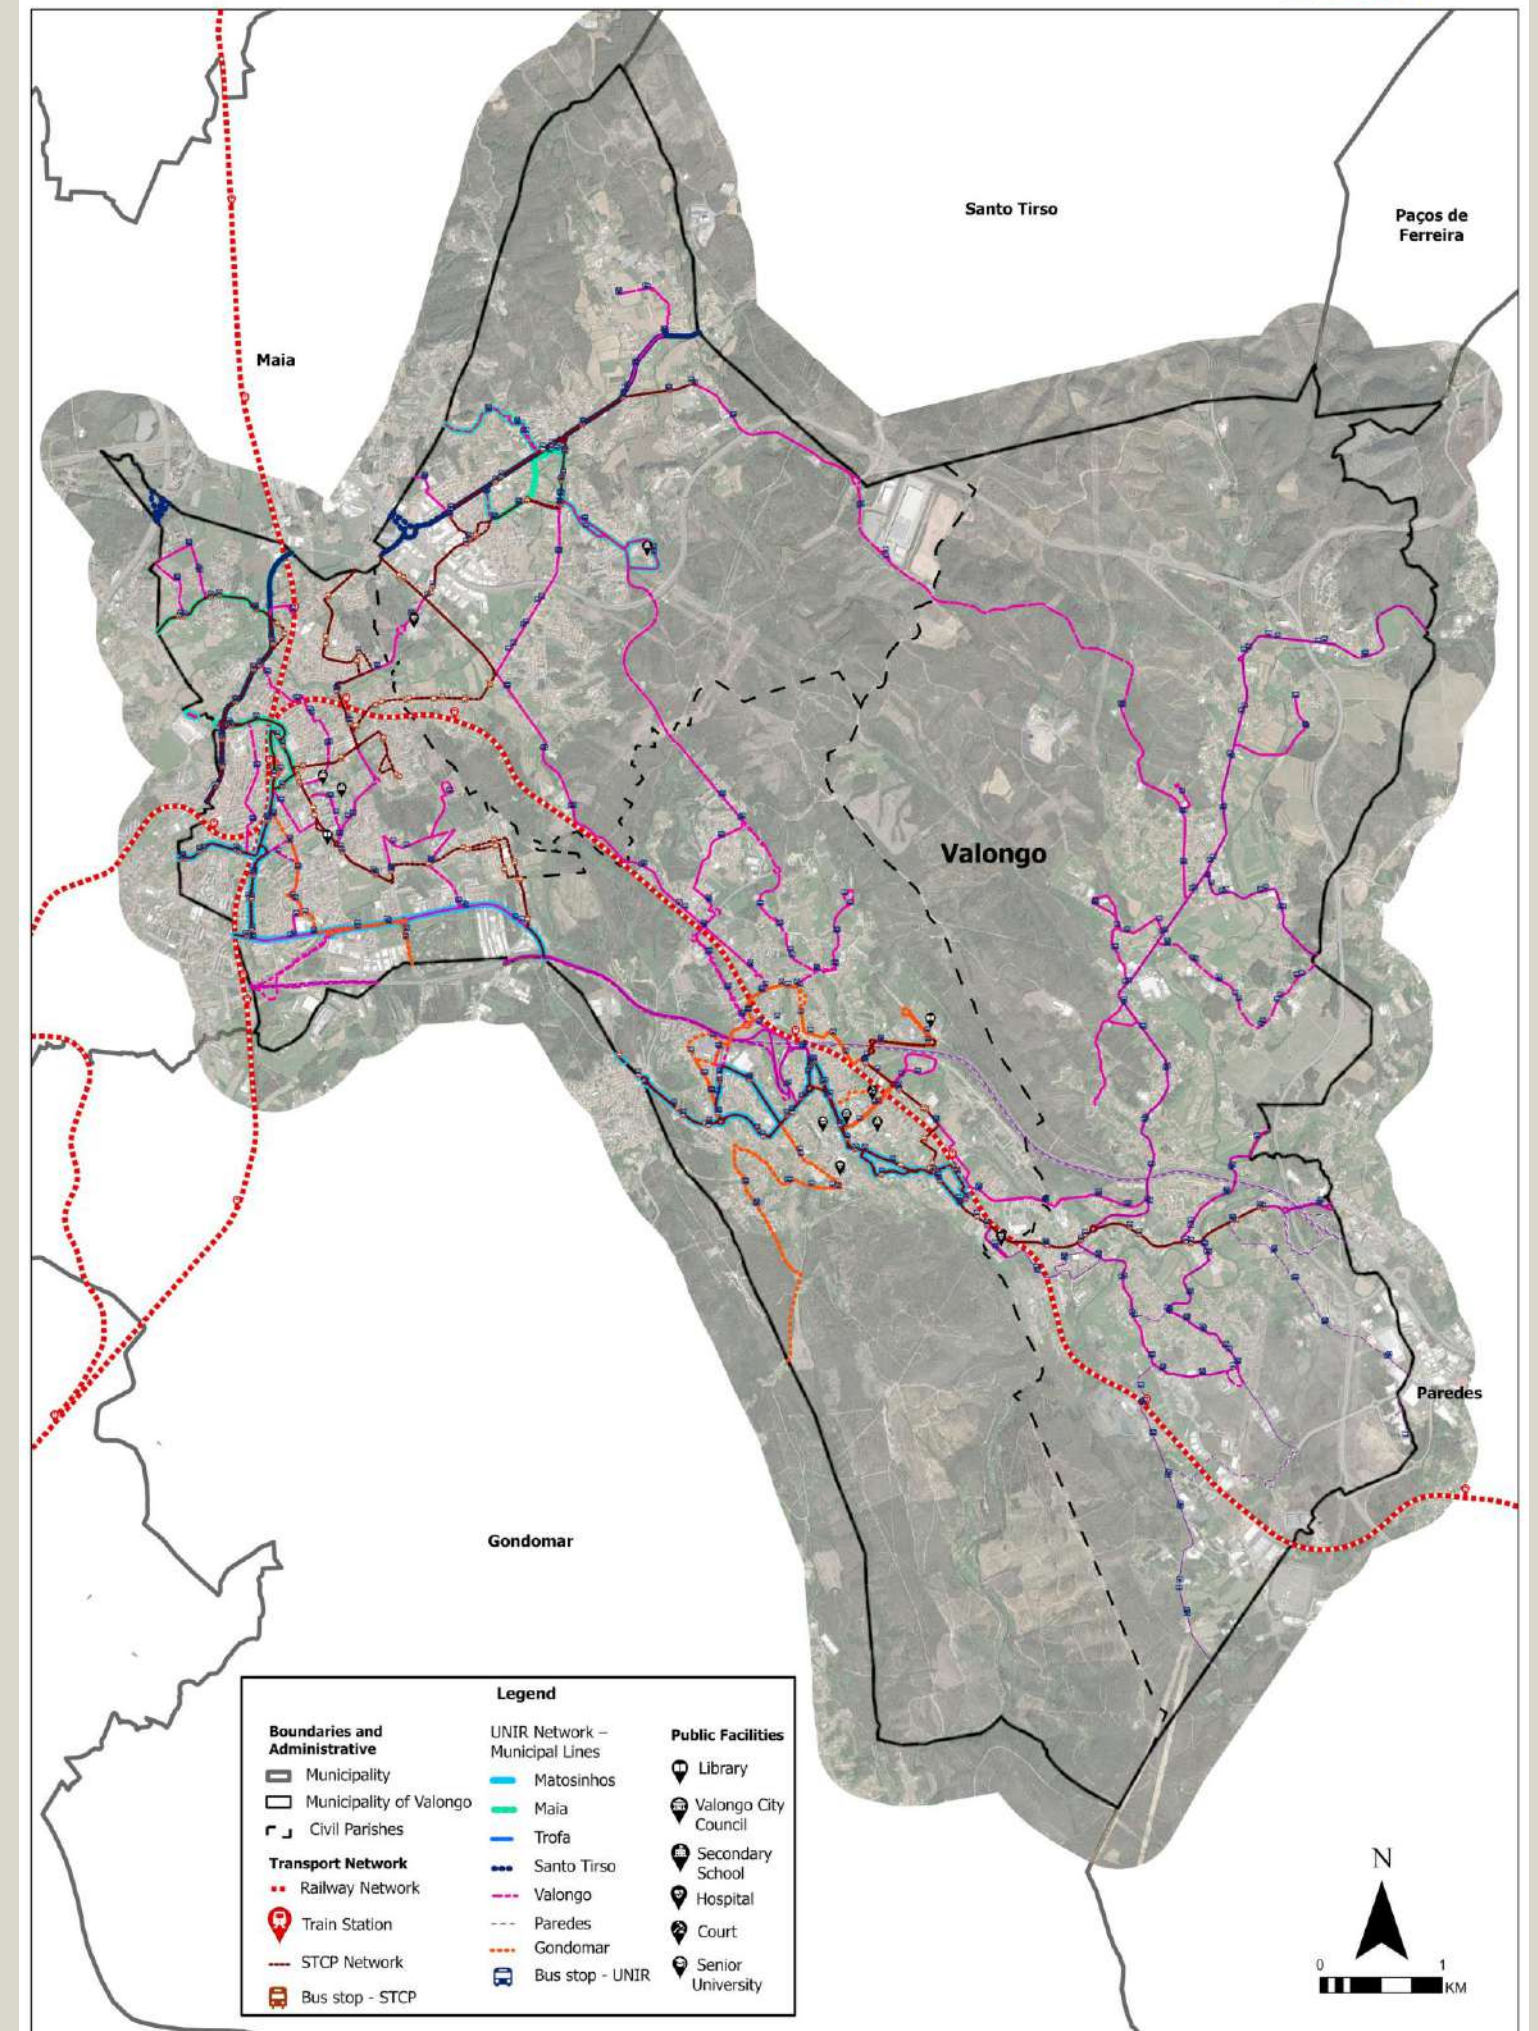 Santo Tirso
Paços de
Ferreira
Maia
Valongo
Paredes
Gondomar
Legend
Boundaries and
Administrative
Municipality
Municipality of Valongo
Civil Parishes
Transport Network
Railway Network
Train Station
STCP Network
Bus stop - STCP
UNIR Network –
Municipal Lines
Matosinhos
Maia
Trofa
Santo Tirso
Valongo
Paredes
Gondomar
Bus stop - UNIR
Public Facilities
Library
Valongo City
Council
Secondary
School
Hospital
Court
Senior
University
N
0 1
KM